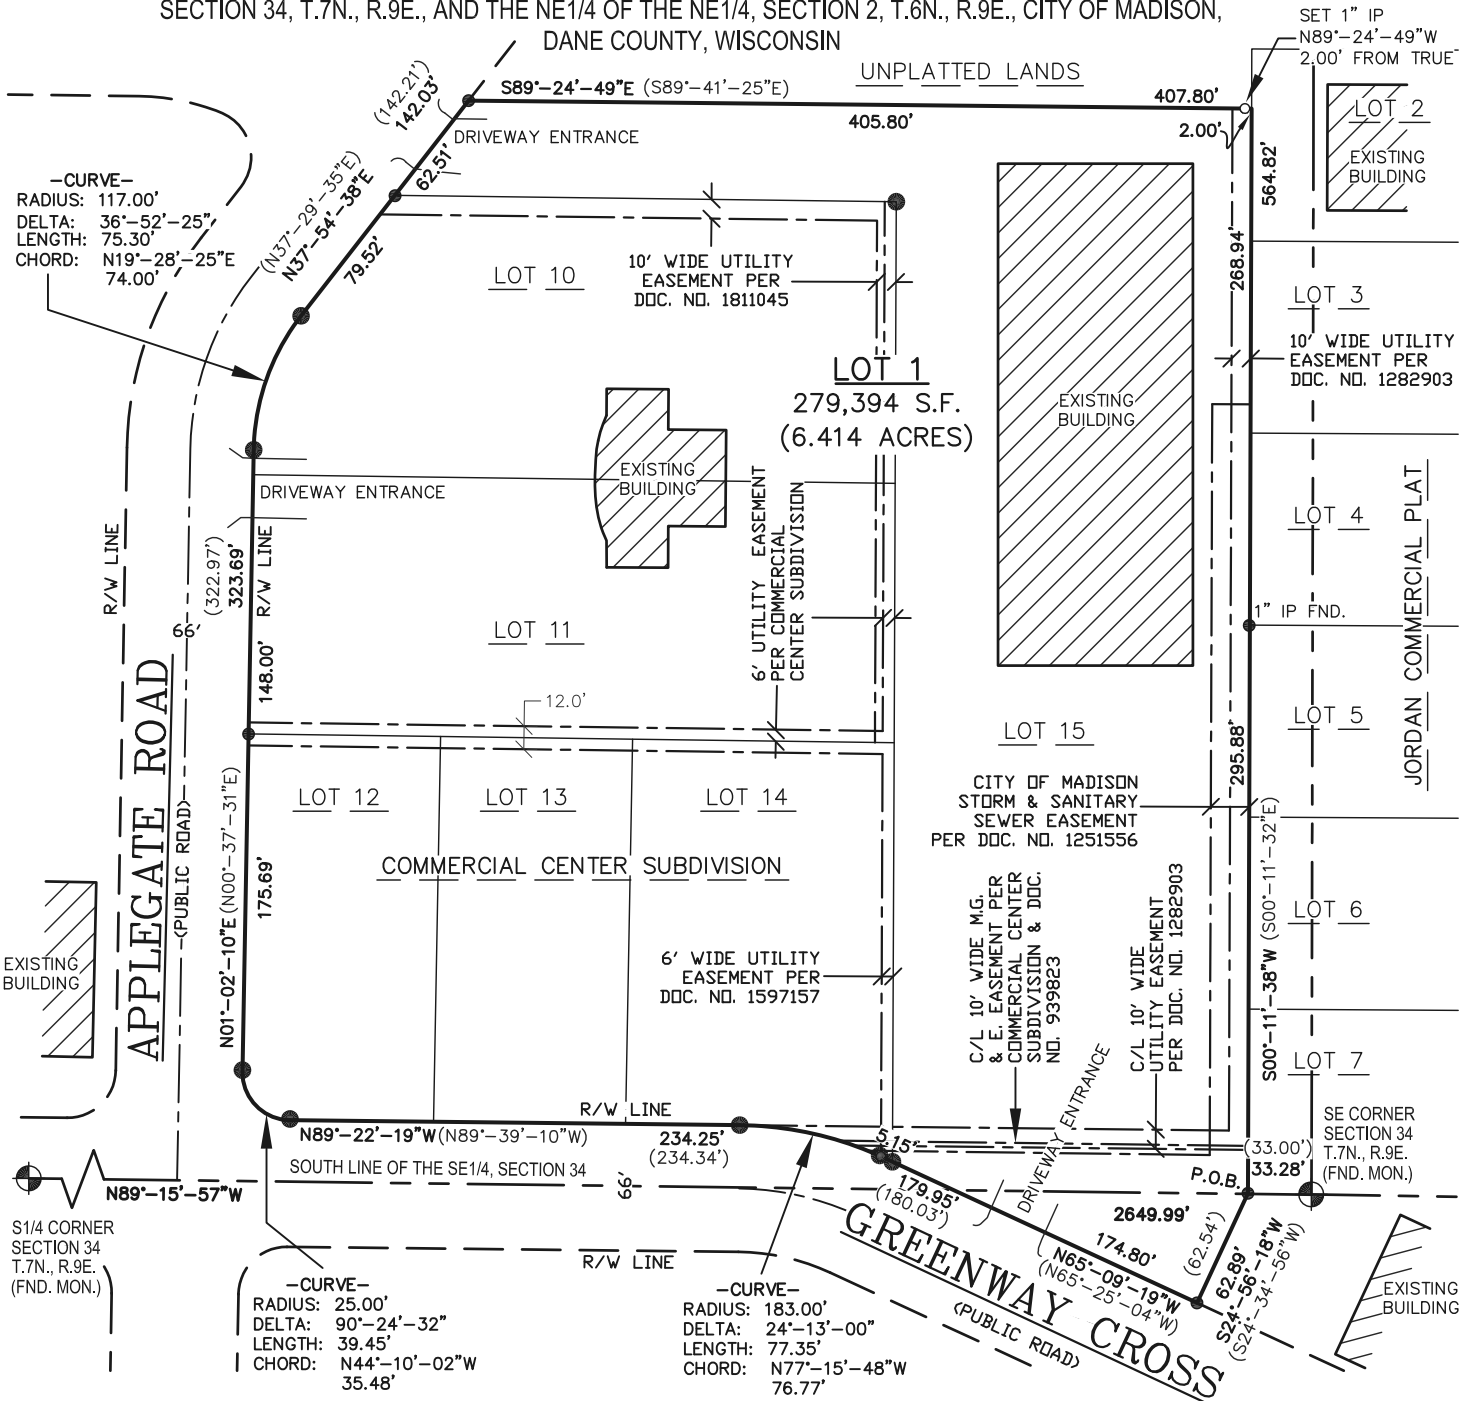 SECTION 34, T.7N., R.9E., AND THE NE1/4 OF THE NE1/4, SECTION 2, T.6N., R.9E., CITY OF MADISON,
DANE COUNTY, WISCONSIN
SET 1" IP
N89°-24'-49"W
2.00' FROM TRUE
UNPLATTED LANDS
S89°-24'-49"E (S89°-41'-25"E)
407.80'
405.80'
2.00'
(142.21')
142.03'
DRIVEWAY ENTRANCE
62.51'
LOT 2
EXISTING
BUILDING
564.82'
-CURVE-
RADIUS: 117.00'
DELTA: 36°-52'-25"
LENGTH: 75.30'
CHORD: N19°-28'-25"E
74.00'
(N37°-29'-35"E)
N37°-54'-38"E
79.52'
LOT 10
10' WIDE UTILITY
EASEMENT PER
DOC. NO. 1811045
268.94'
LOT 3
10' WIDE UTILITY
EASEMENT PER
DOC. NO. 1282903
LOT 1
279,394 S.F.
(6.414 ACRES)
EXISTING
BUILDING
EXISTING
BUILDING
DRIVEWAY ENTRANCE
6' UTILITY EASEMENT
PER COMMERCIAL
CENTER SUBDIVISION
LOT 4
JORDAN COMMERCIAL PLAT
R/W LINE
(322.97')
323.69'
R/W LINE
66'
LOT 11
1" IP FND.
148.00'
12.0'
LOT 5
LOT 15
295.88'
APPLEGATE ROAD
(PUBLIC ROAD)
LOT 12
LOT 13
LOT 14
CITY OF MADISON
STORM & SANITARY
SEWER EASEMENT
PER DOC. NO. 1251556
COMMERCIAL CENTER SUBDIVISION
N01°-02'-10"E (N00°-37'-31"E)
175.69'
S00°-11'-38"W (S00°-11'-32"E)
LOT 6
EXISTING
BUILDING
6' WIDE UTILITY
EASEMENT PER
DOC. NO. 1597157
C/L 10' WIDE M.G.
& E. EASEMENT PER
COMMERCIAL CENTER
SUBDIVISION & DOC.
NO. 939823
C/L 10' WIDE
UTILITY EASEMENT
PER DOC. NO. 1282903
LOT 7
DRIVEWAY ENTRANCE
R/W LINE
N89°-22'-19"W (N89°-39'-10"W)
234.25'
(234.34')
5.15'
SOUTH LINE OF THE SE1/4, SECTION 34
66'
N89°-15'-57"W
(33.00')
33.28'
P.O.B.
SE CORNER
SECTION 34
T.7N., R.9E.
(FND. MON.)
S1/4 CORNER
SECTION 34
T.7N., R.9E.
(FND. MON.)
179.95'
(180.03')
2649.99'
174.80'
N65°-09'-19"W
(N65°-25'-04"W)
(62.54')
62.89'
S24°-56'-18"W
(S24°-34'-56"W)
R/W LINE
GREENWAY CROSS
(PUBLIC ROAD)
EXISTING
BUILDING
-CURVE-
RADIUS: 25.00'
DELTA: 90°-24'-32"
LENGTH: 39.45'
CHORD: N44°-10'-02"W
35.48'
-CURVE-
RADIUS: 183.00'
DELTA: 24°-13'-00"
LENGTH: 77.35'
CHORD: N77°-15'-48"W
76.77'